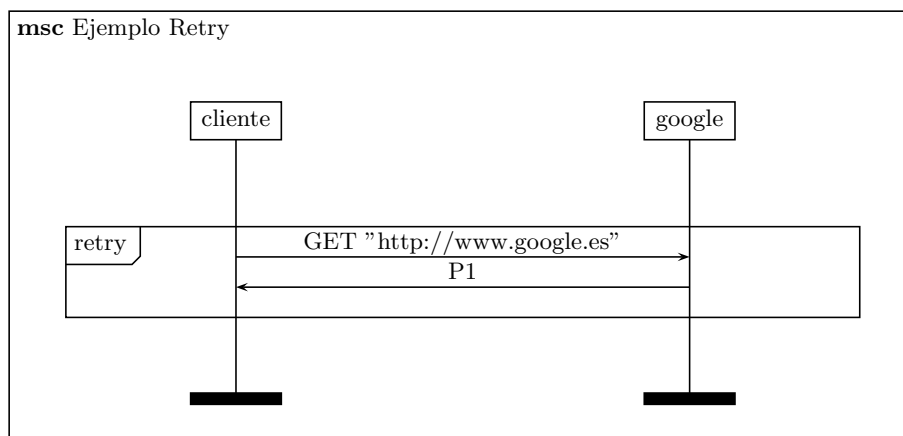 msc Ejemplo Retry
cliente
google
retry
GET "http://www.google.es"
P1